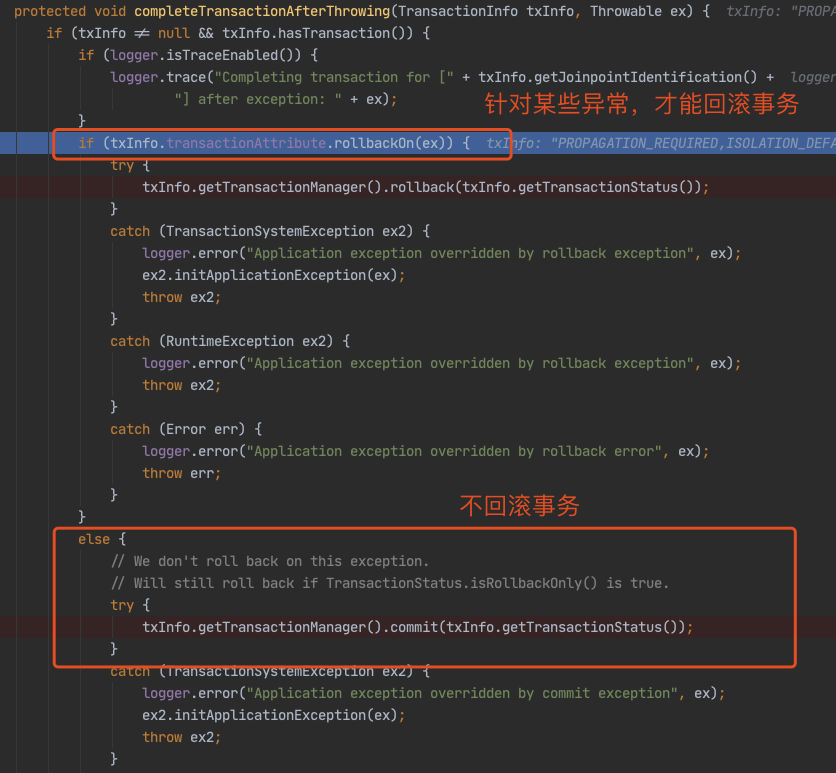 protected void completeTransactionAfterThrowing(TransactionInfo txInfo, Throwable ex) {  txInfo: "PROPA
if (txInfo ≠ null && txInfo.hasTransaction()) {
if (logger.isTraceEnabled()) {
logger.trace("Completing transaction for [" + txInfo.getJoinpointIdentification() +  logger
"] after exception: " + ex);
针对某些异常，才能回滚事务
}
if (txInfo.transactionAttribute.rollbackOn(ex)) {  txInfo: "PROPAGATION_REQUIRED,ISOLATION_DEFA
try {
txInfo.getTransactionManager().rollback(txInfo.getTransactionStatus());
}
catch (TransactionSystemException ex2) {
logger.error("Application exception overridden by rollback exception", ex);
ex2.initApplicationException(ex);
throw ex2;
}
catch (RuntimeException ex2) {
logger.error("Application exception overridden by rollback exception", ex);
throw ex2;
}
catch (Error err) {
logger.error("Application exception overridden by rollback error", ex);
throw err;
}
不回滚事务
}
else {
// We don't roll back on this exception.
// Will still roll back if TransactionStatus.isRollbackOnly() is true.
try {
txInfo.getTransactionManager().commit(txInfo.getTransactionStatus());
}
catch (TransactionSystemException ex2) {
logger.error("Application exception overridden by commit exception", ex);
ex2.initApplicationException(ex);
throw ex2;
}